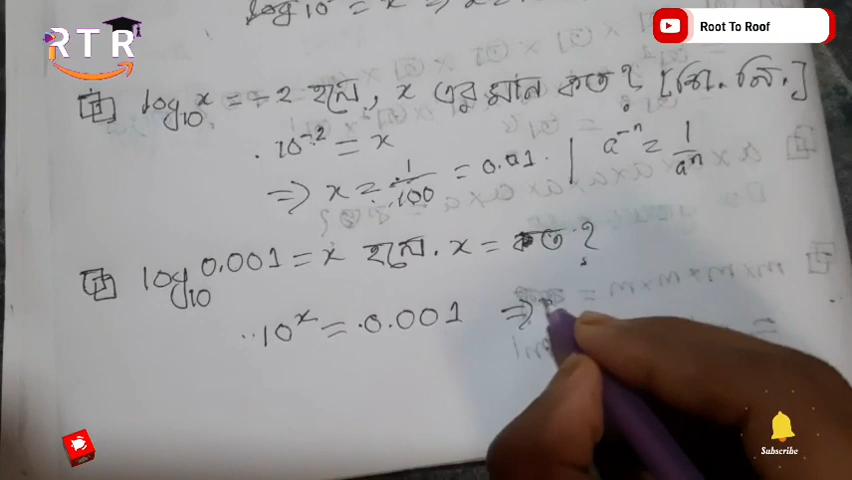 Root To Roof
RTR
log₁₀x = -2 হলে, x এর মান কত? [শি. নি.]
10⁻² = x
a⁻ⁿ = 1/aⁿ
⇒ x = 1/100 = 0.01
log₁₀0.001 = x হলে. x = কত?
10ˣ = 0.001 ⇒
Subscribe